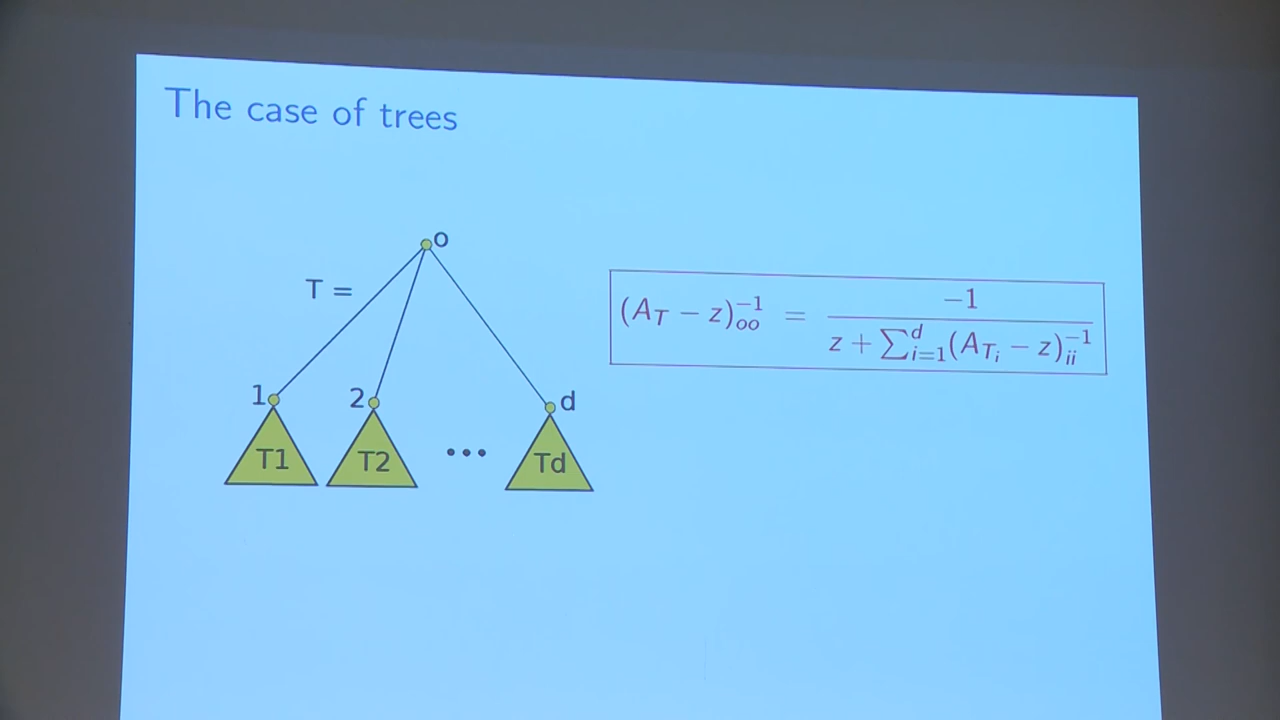 The case of trees
o
T =
(A_T − z)_{oo}^{−1} = \frac{−1}{z + \sum_{i=1}^{d} (A_{T_i} − z)_{ii}^{−1}}
1 2 d
T1 T2 ... Td